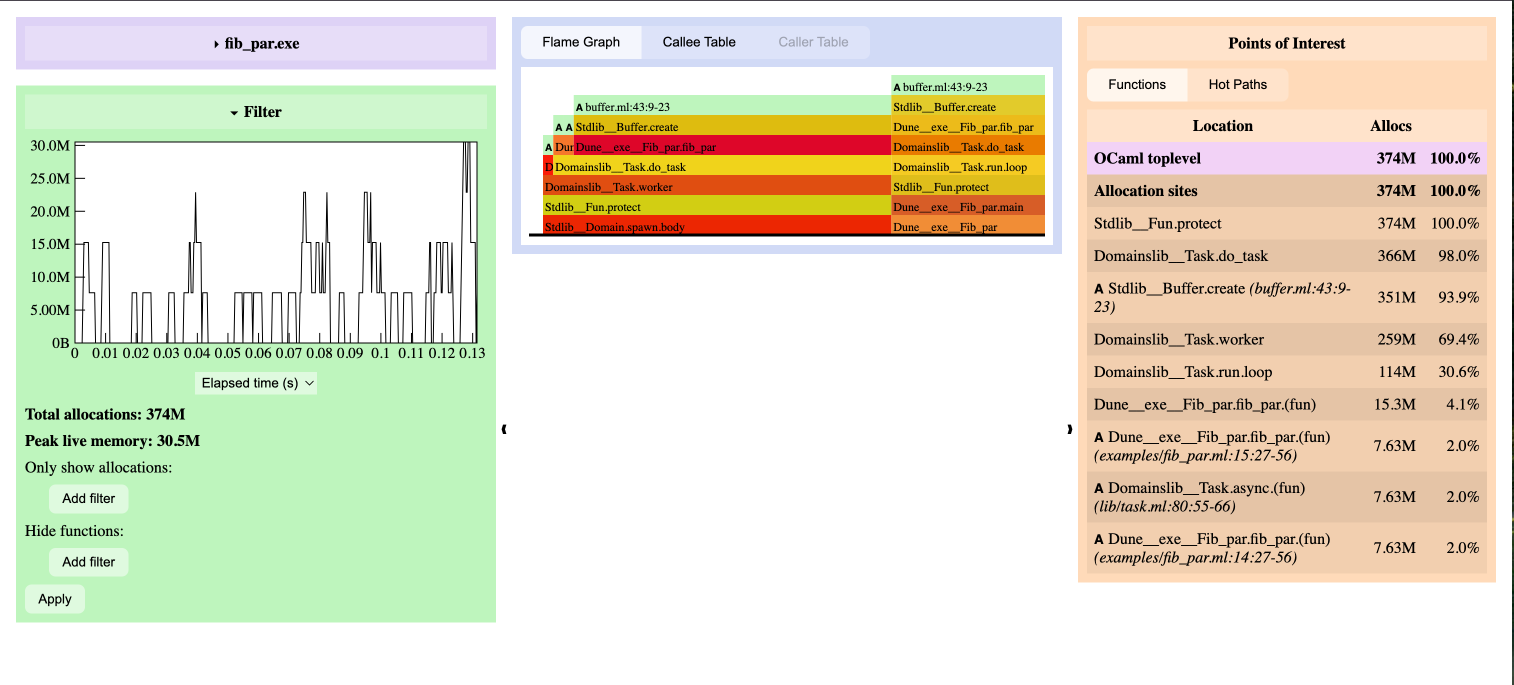 fib_par.exe
Filter
30.0M
25.0M
20.0M
15.0M
10.0M
5.00M
0B
0 0.01 0.02 0.03 0.04 0.05 0.06 0.07 0.08 0.09 0.1 0.11 0.12 0.13
Elapsed time (s)
Total allocations: 374M
Peak live memory: 30.5M
Only show allocations:
Add filter
Hide functions:
Add filter
Apply
Flame Graph Callee Table Caller Table
A buffer.ml:43:9-23
A buffer.ml:43:9-23 Stdlib__Buffer.create
A A Stdlib__Buffer.create Dune__exe__Fib_par.fib_par
A Dur Dune__exe__Fib_par.fib_par Domainslib__Task.do_task
D Domainslib__Task.do_task Domainslib__Task.run.loop
Domainslib__Task.worker Stdlib__Fun.protect
Stdlib__Fun.protect Dune__exe__Fib_par.main
Stdlib__Domain.spawn.body Dune__exe__Fib_par
Points of Interest
Functions Hot Paths
Location Allocs
OCaml toplevel 374M 100.0%
Allocation sites 374M 100.0%
Stdlib__Fun.protect 374M 100.0%
Domainslib__Task.do_task 366M 98.0%
A Stdlib__Buffer.create (buffer.ml:43:9-
23) 351M 93.9%
Domainslib__Task.worker 259M 69.4%
Domainslib__Task.run.loop 114M 30.6%
Dune__exe__Fib_par.fib_par.(fun) 15.3M 4.1%
A Dune__exe__Fib_par.fib_par.(fun)
(examples/fib_par.ml:15:27-56) 7.63M 2.0%
A Domainslib__Task.async.(fun)
(lib/task.ml:80:55-66) 7.63M 2.0%
A Dune__exe__Fib_par.fib_par.(fun)
(examples/fib_par.ml:14:27-56) 7.63M 2.0%